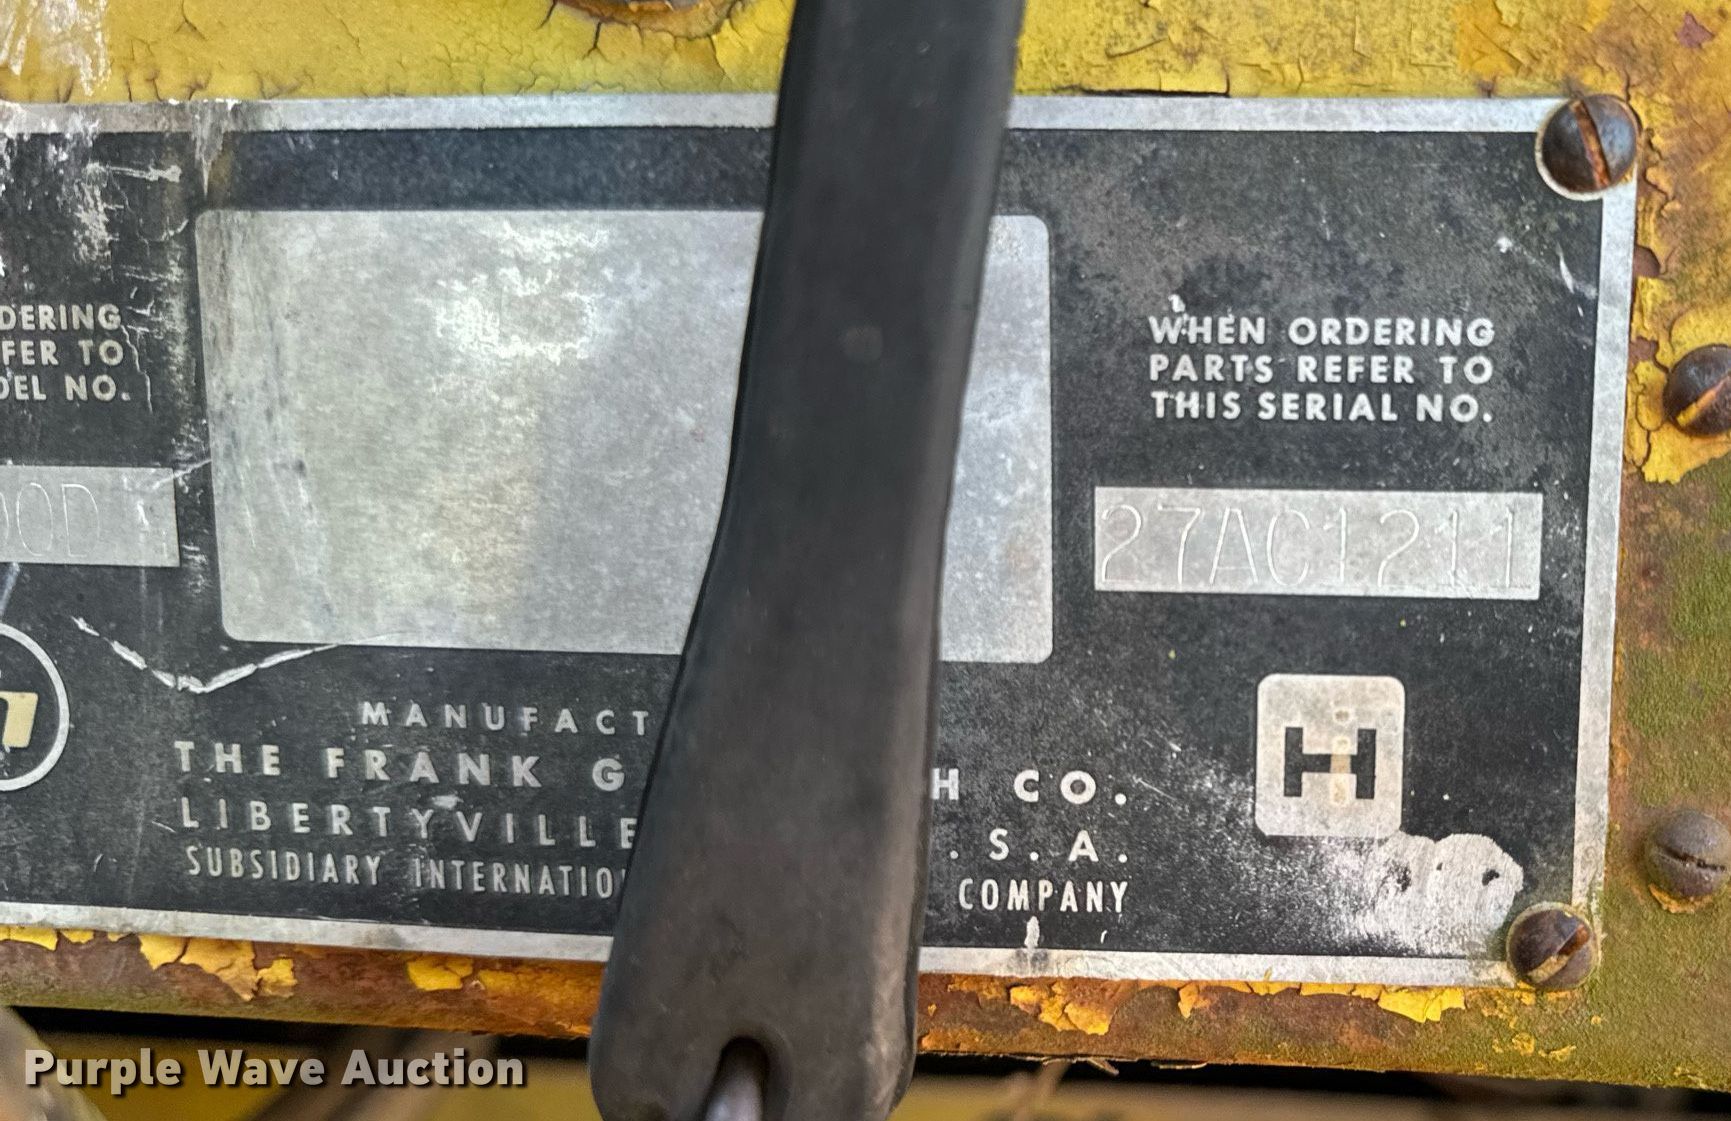 DERING
FER TO
DEL NO.
00D
WHEN ORDERING
PARTS REFER TO
THIS SERIAL NO.
27AC1211
H
MANUFACT
THE FRANK G H CO.
LIBERTYVILLE . S. A.
SUBSIDIARY INTERNATIO COMPANY
Purple Wave Auction